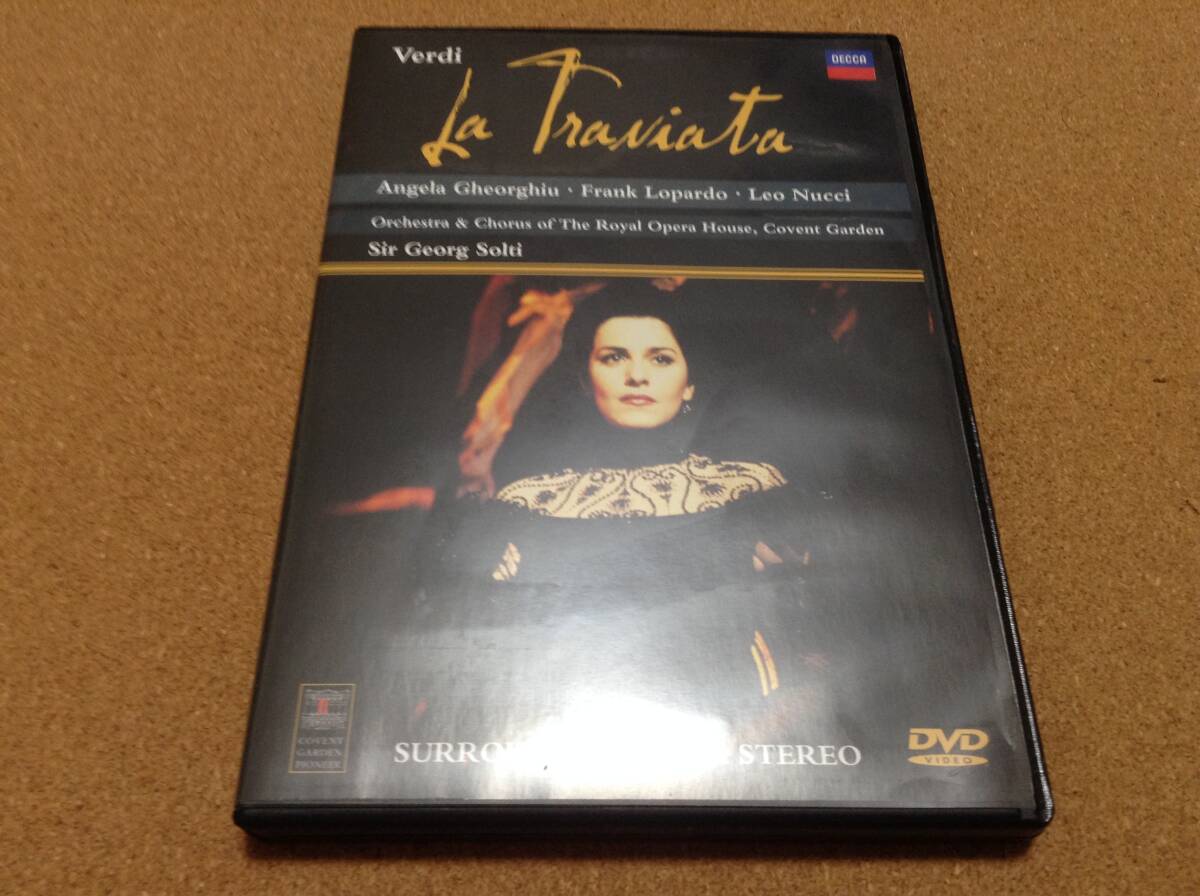 Verdi
DECCA
La Traviata
Angela Gheorghiu · Frank Lopardo · Leo Nucci
Orchestra & Chorus of The Royal Opera House, Covent Garden
Sir Georg Solti
COVENT
GARDEN
PIONEER
STEREO
DVD
VIDEO